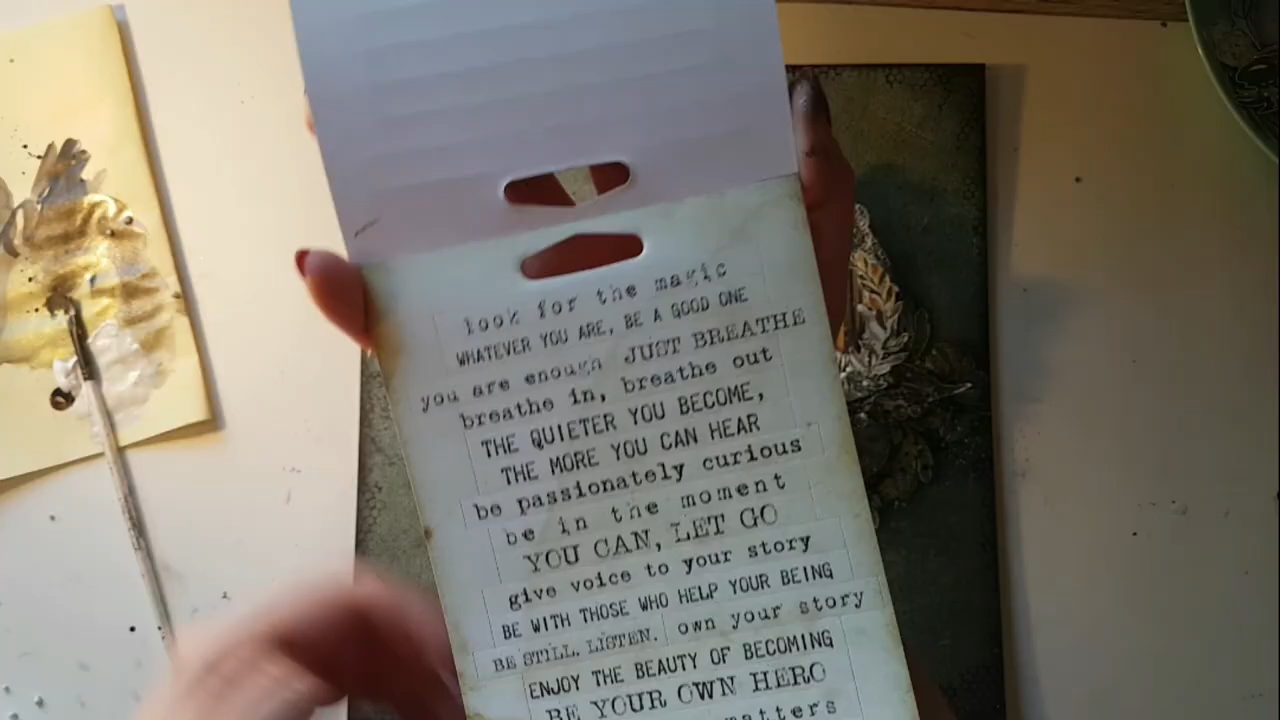 look for the magic
WHATEVER YOU ARE, BE A GOOD ONE
you are enough JUST BREATHE
breathe in, breathe out
THE QUIETER YOU BECOME,
THE MORE YOU CAN HEAR
be passionately curious
be in the moment
YOU CAN, LET GO
give voice to your story
BE WITH THOSE WHO HELP YOUR BEING
BE STILL. LISTEN. own your story
ENJOY THE BEAUTY OF BECOMING
BE YOUR OWN HERO
matters